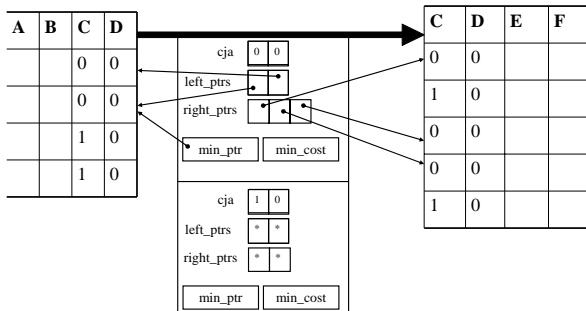 A B C D
0 0
0 0
1 0
1 0
cja 0 0
left_ptrs
right_ptrs
min_ptr min_cost
cja 1 0
left_ptrs * *
right_ptrs * *
min_ptr min_cost
C D E F
0 0
1 0
0 0
0 0
1 0